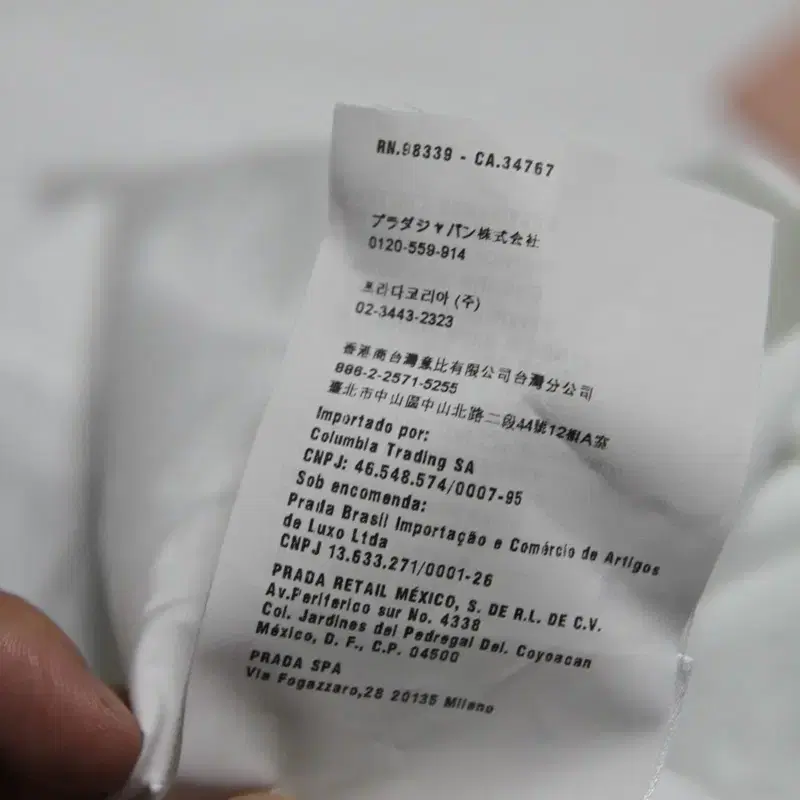 RN.98339 - CA.34767
プラダジャパン株式会社
0120-559-914
프라다코리아 (주)
02-3443-2323
香港商台灣意比有限公司台灣分公司
886-2-2571-5255
臺北市中山區中山北路二段44號12樓A室
Importado por:
Columbia Trading SA
CNPJ: 46.548.574/0007-95
Sob encomenda:
Prada Brasil Importação e Comércio de Artigos
de Luxo Ltda
CNPJ 13.633.271/0001-26
PRADA RETAIL MÉXICO, S. DE R.L. DE C.V.
Av.Periferico sur No. 4338
Col. Jardines del Pedregal Del. Coyoacan
México, D. F., C.P. 04500
PRADA SPA
Via Fogazzaro,28 20135 Milano